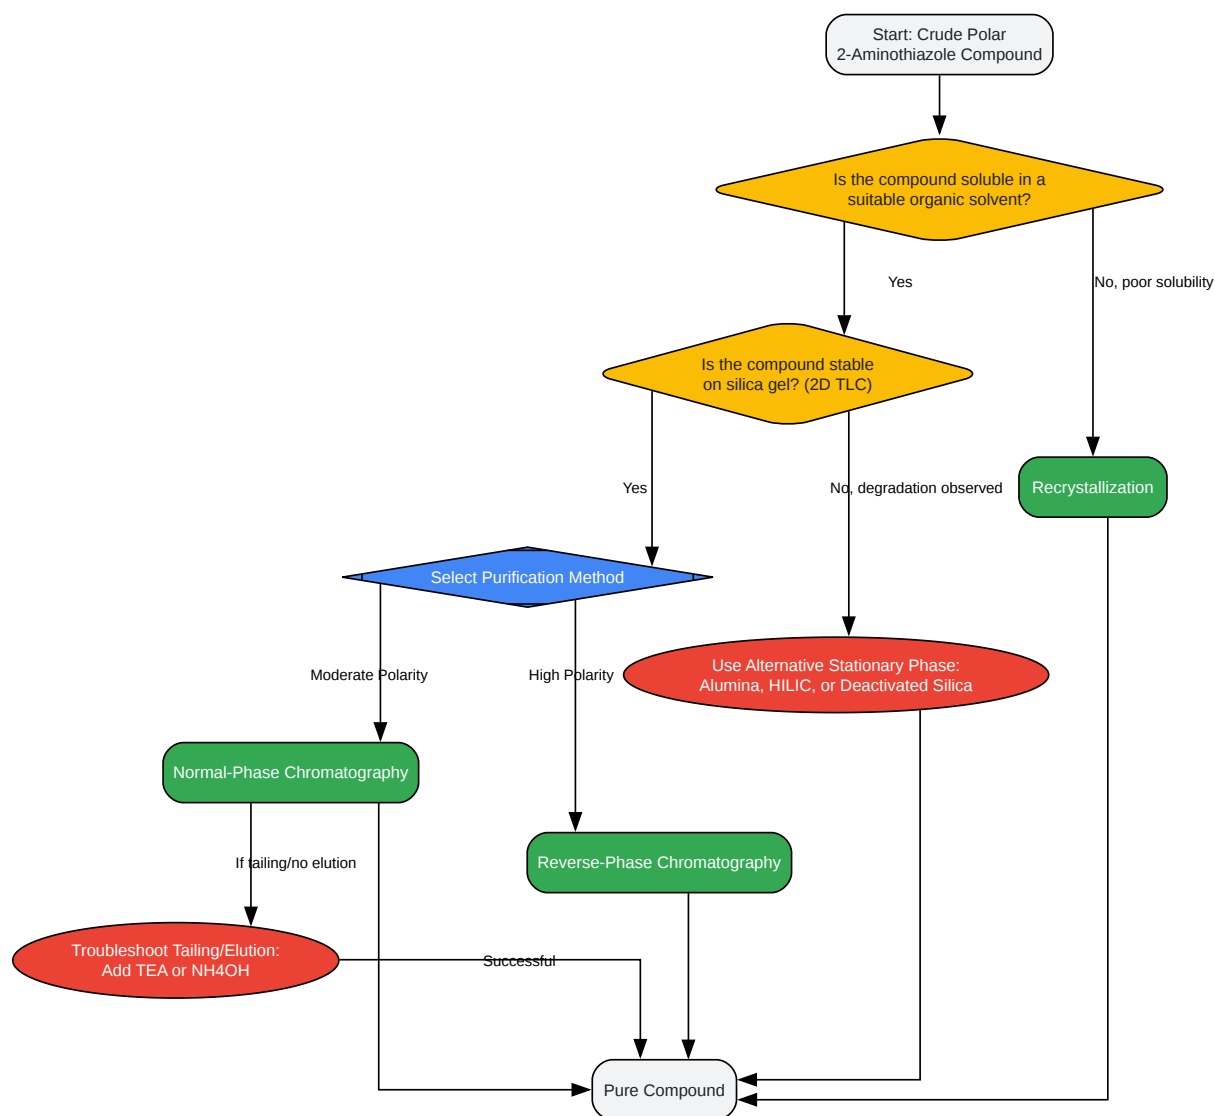 Start: Crude Polar
2-Aminothiazole Compound
Is the compound soluble in a
suitable organic solvent?
Yes
No, poor solubility
Is the compound stable
on silica gel? (2D TLC)
Yes
No, degradation observed
Recrystallization
Select Purification Method
Moderate Polarity
High Polarity
Use Alternative Stationary Phase:
Alumina, HILIC, or Deactivated Silica
Normal-Phase Chromatography
If tailing/no elution
Reverse-Phase Chromatography
Troubleshoot Tailing/Elution:
Add TEA or NH4OH
Successful
Pure Compound